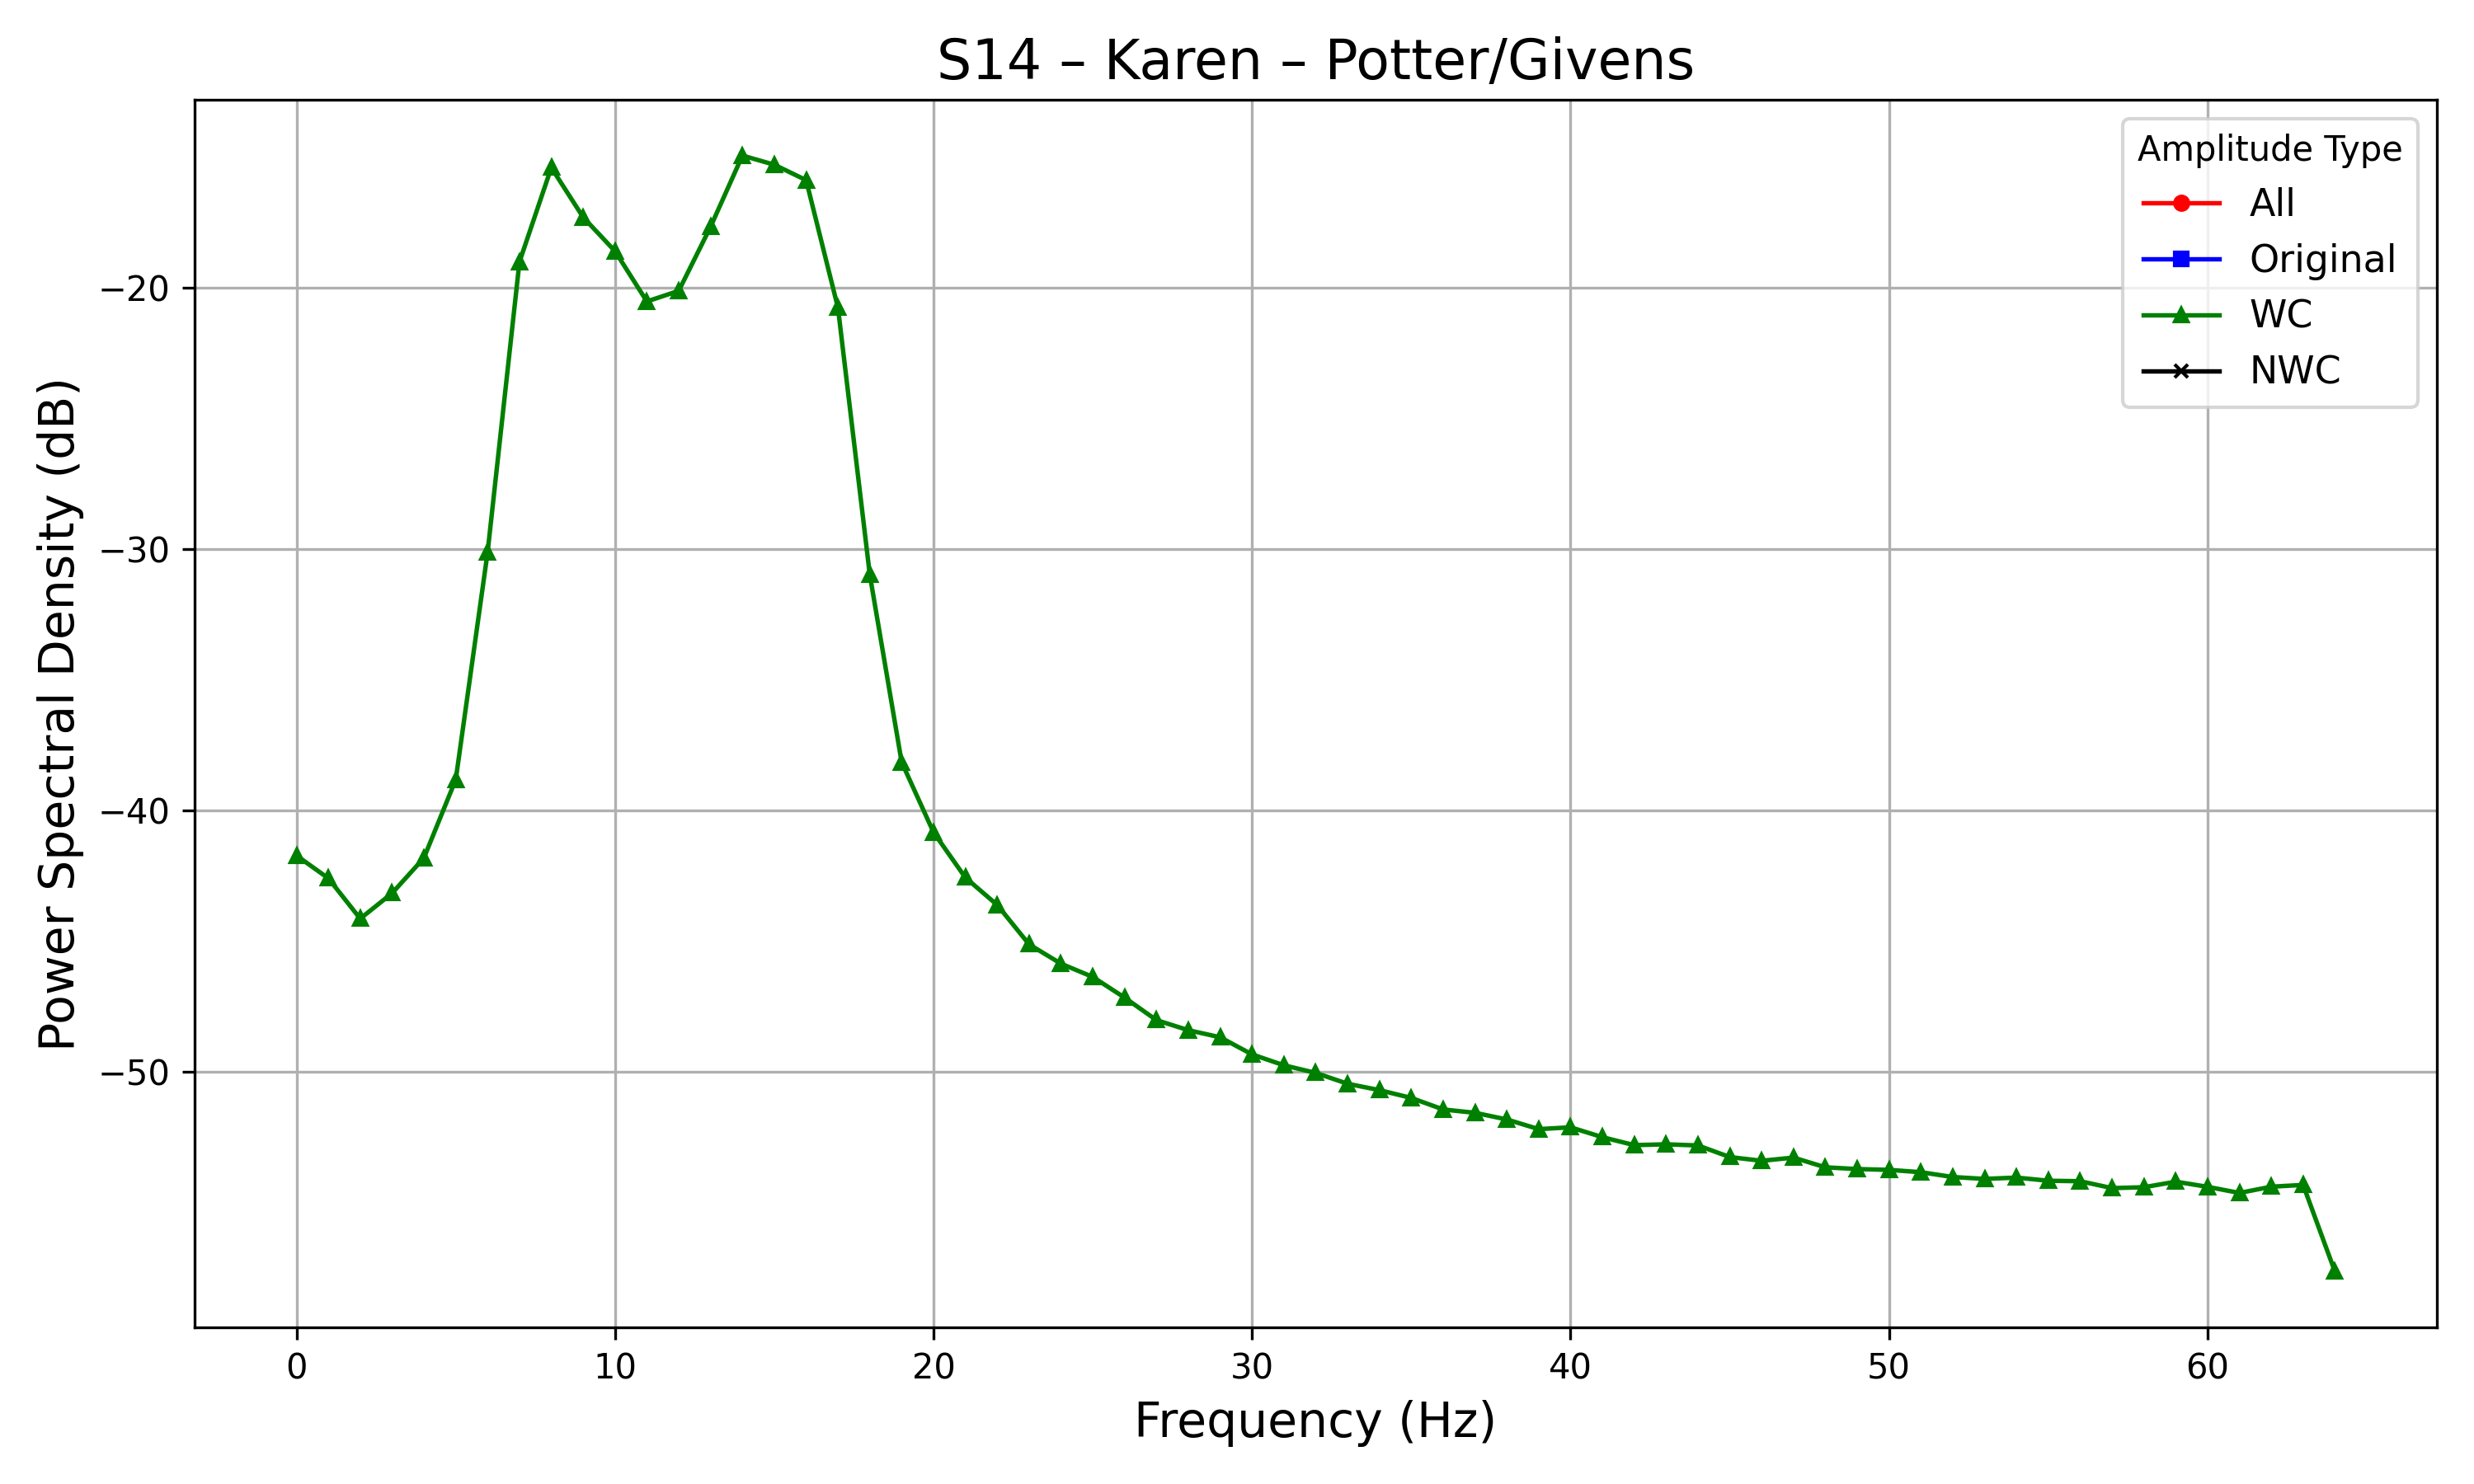 S14 – Karen – Potter/Givens
Amplitude Type
All
Original
WC
NWC
Power Spectral Density (dB)
−20
−30
−40
−50
0 10 20 30 40 50 60
Frequency (Hz)